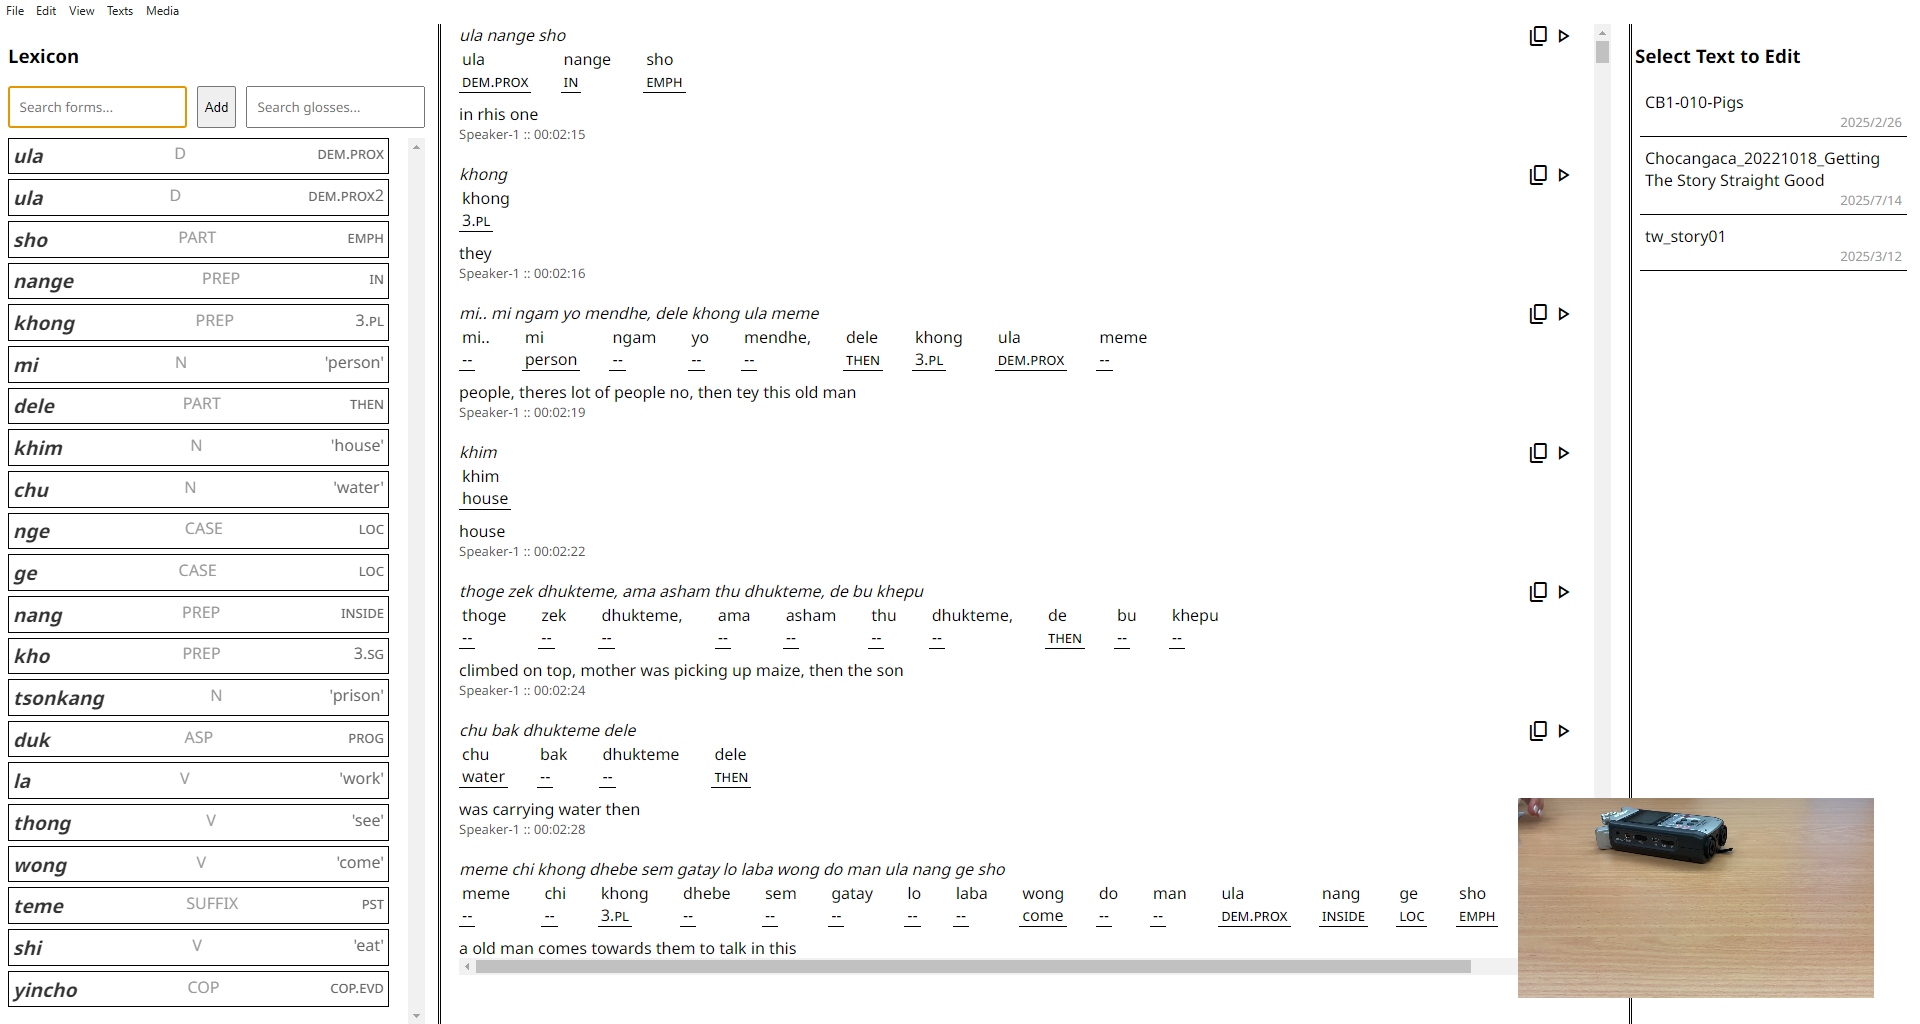 File Edit View Texts Media
Lexicon
Search forms... Add Search glosses...
ula D DEM.PROX
ula D DEM.PROX2
sho PART EMPH
nange PREP IN
khong PREP 3.PL
mi N 'person'
dele PART THEN
khim N 'house'
chu N 'water'
nge CASE LOC
ge CASE LOC
nang PREP INSIDE
kho PREP 3.SG
tsonkang N 'prison'
duk ASP PROG
la V 'work'
thong V 'see'
wong V 'come'
teme SUFFIX PST
shi V 'eat'
yincho COP COP.EVD
ula nange sho
ula nange sho
DEM.PROX IN EMPH
in rhis one
Speaker-1 :: 00:02:15
khong
khong
3.PL
they
Speaker-1 :: 00:02:16
mi.. mi ngam yo mendhe, dele khong ula meme
mi.. mi ngam yo mendhe, dele khong ula meme
-- person -- -- -- THEN 3.PL DEM.PROX --
people, theres lot of people no, then tey this old man
Speaker-1 :: 00:02:19
khim
khim
house
house
Speaker-1 :: 00:02:22
thoge zek dhukteme, ama asham thu dhukteme, de bu khepu
thoge zek dhukteme, ama asham thu dhukteme, de bu khepu
-- -- -- -- -- -- -- THEN -- --
climbed on top, mother was picking up maize, then the son
Speaker-1 :: 00:02:24
chu bak dhukteme dele
chu bak dhukteme dele
water -- -- THEN
was carrying water then
Speaker-1 :: 00:02:28
meme chi khong dhebe sem gatay lo laba wong do man ula nang ge sho
meme chi khong dhebe sem gatay lo laba wong do man ula nang ge sho
-- -- 3.PL -- -- -- -- -- come -- -- DEM.PROX INSIDE LOC EMPH
a old man comes towards them to talk in this
Select Text to Edit
CB1-010-Pigs
2025/2/26
Chocangaca_20221018_Getting
The Story Straight Good
2025/7/14
tw_story01
2025/3/12